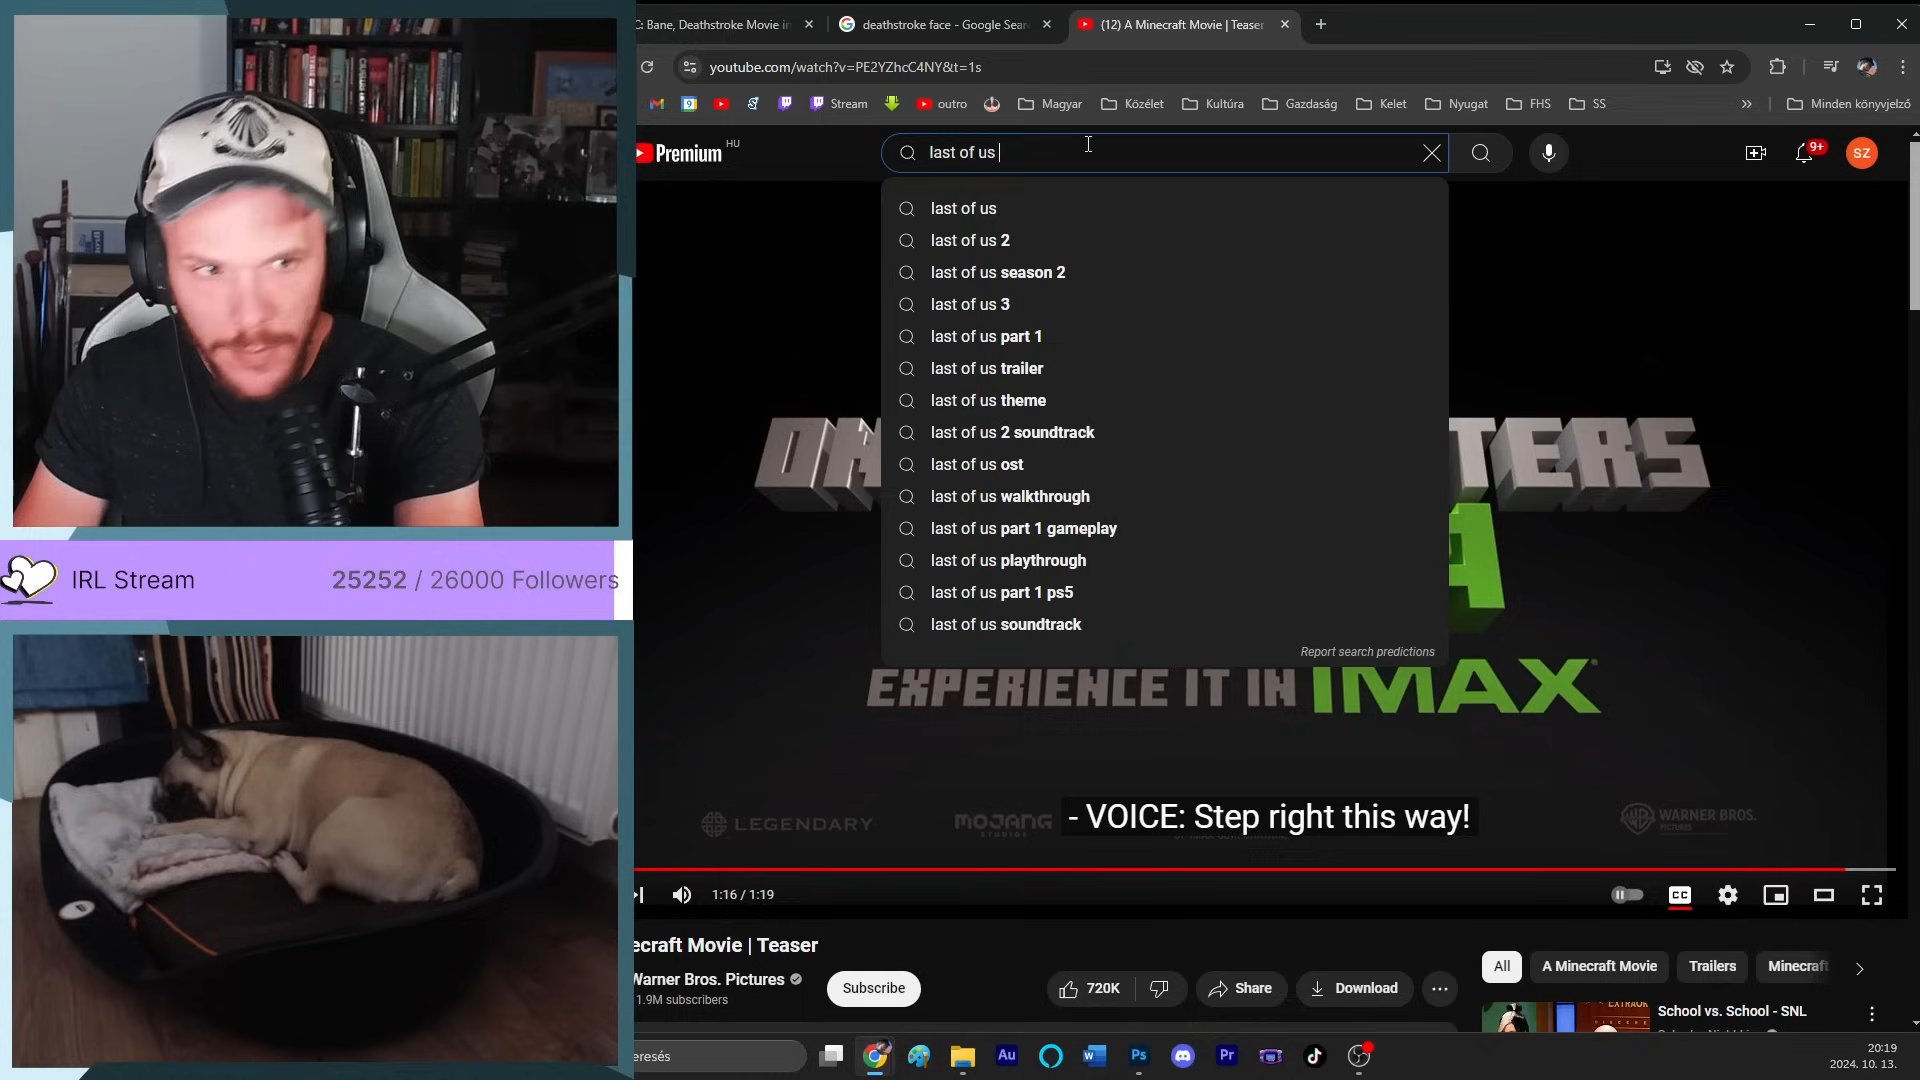 C: Bane, Deathstroke Movie in
deathstroke face - Google Sear
(12) A Minecraft Movie | Teaser
youtube.com/watch?v=PE2YZhcC4NY&t=1s
Stream
outro
Magyar
Közélet
Kultúra
Gazdaság
Kelet
Nyugat
FHS
SS
Minden könyvjelző
Premium HU
last of us
9+
SZ
last of us
last of us 2
last of us season 2
last of us 3
last of us part 1
last of us trailer
last of us theme
last of us 2 soundtrack
last of us ost
last of us walkthrough
last of us part 1 gameplay
last of us playthrough
last of us part 1 ps5
last of us soundtrack
Report search predictions
EXPERIENCE IT IN IMAX
LEGENDARY
MOJANG
STUDIOS
WARNER BROS.
PICTURES
- VOICE: Step right this way!
1:16 / 1:19
CC
ecraft Movie | Teaser
Warner Bros. Pictures
1.9M subscribers
Subscribe
720K
Share
Download
All
A Minecraft Movie
Trailers
Minecraft
School vs. School - SNL
IRL Stream
25252 / 26000 Followers
eresés
Au
Ps
Pr
20:19
2024. 10. 13.